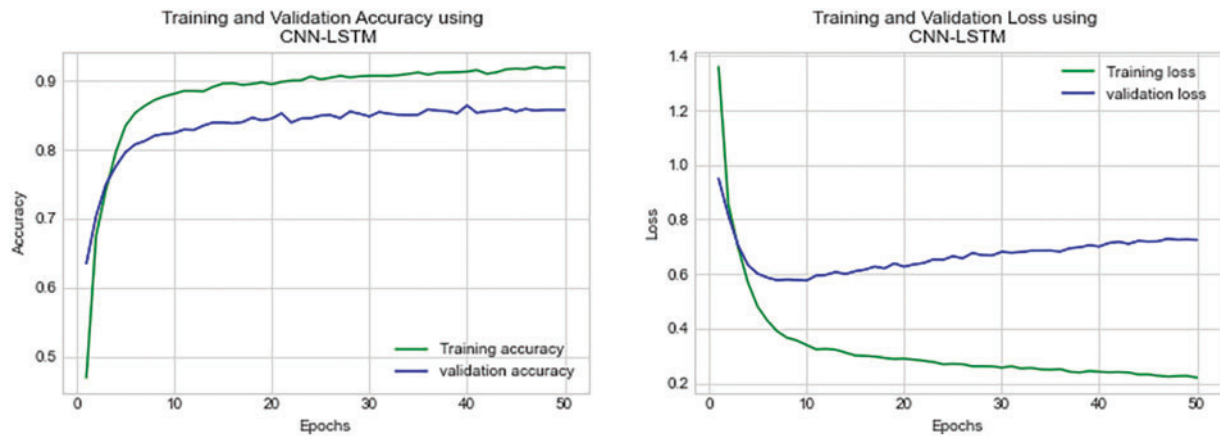 Training and Validation Accuracy using
CNN-LSTM
0.9
0.8
0.7
0.6
0.5
Accuracy
Training accuracy
validation accuracy
0
10
20
30
40
50
Epochs
Training and Validation Loss using
CNN-LSTM
1.4
1.2
1.0
0.8
0.6
0.4
0.2
Loss
Training loss
validation loss
0
10
20
30
40
50
Epochs